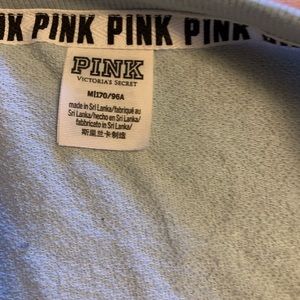 PINK PINK PINK PINK
PINK
VICTORIA'S SECRET
M|170/96A
made in Sri Lanka/fabriqué au
Sri Lanka/hecho en Sri Lanka/
fabbricato in Sri Lanka/
斯里兰卡制造